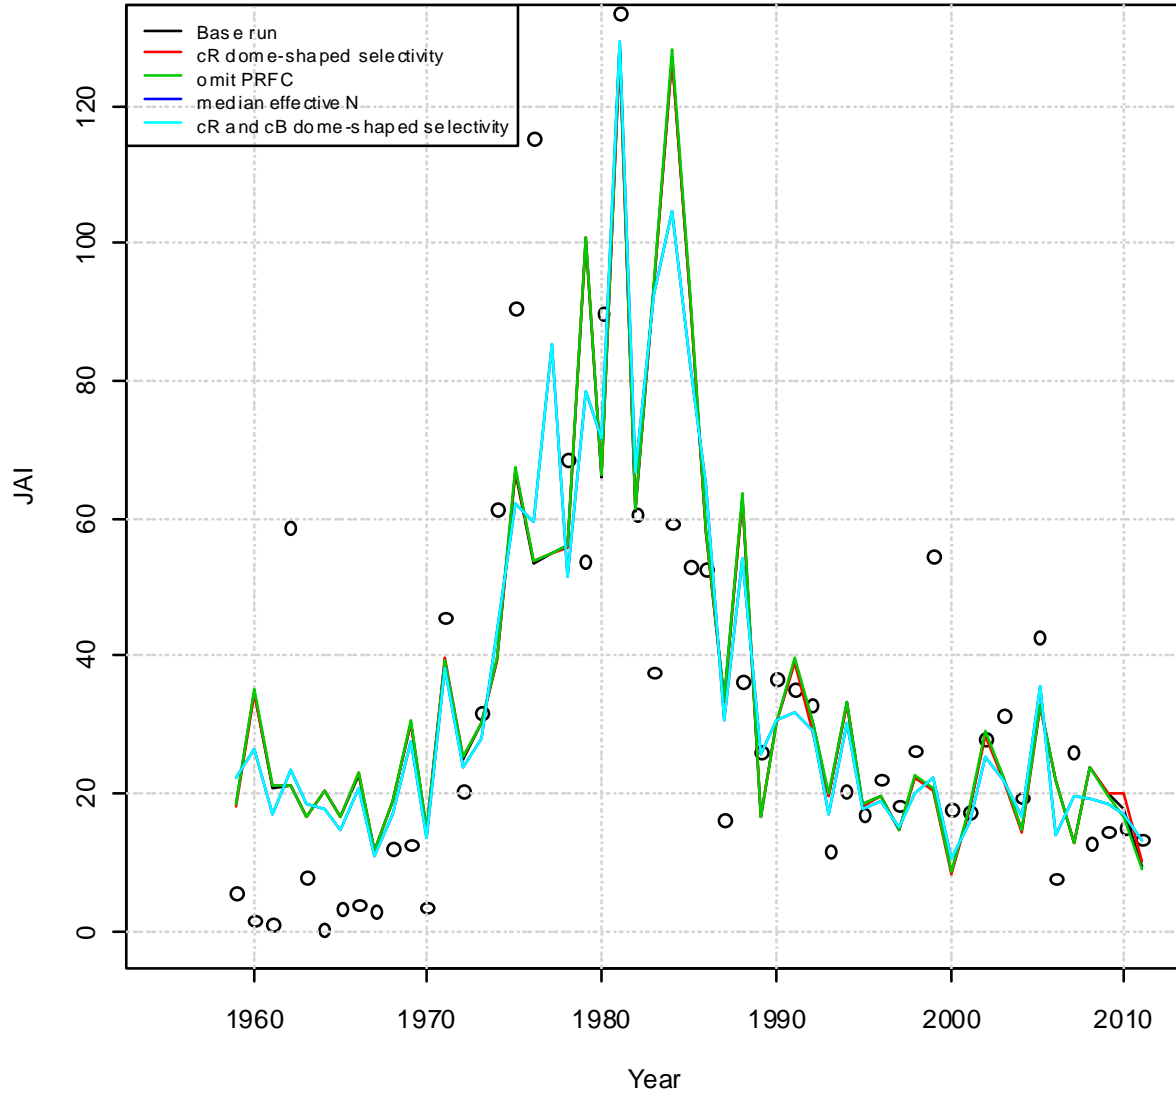 Base run
cR dome-shaped selectivity
omit PRFC
median effective N
cR and cB dome-shaped selectivity
120
100
80
60
40
20
0
JAI
1960 1970 1980 1990 2000 2010
Year